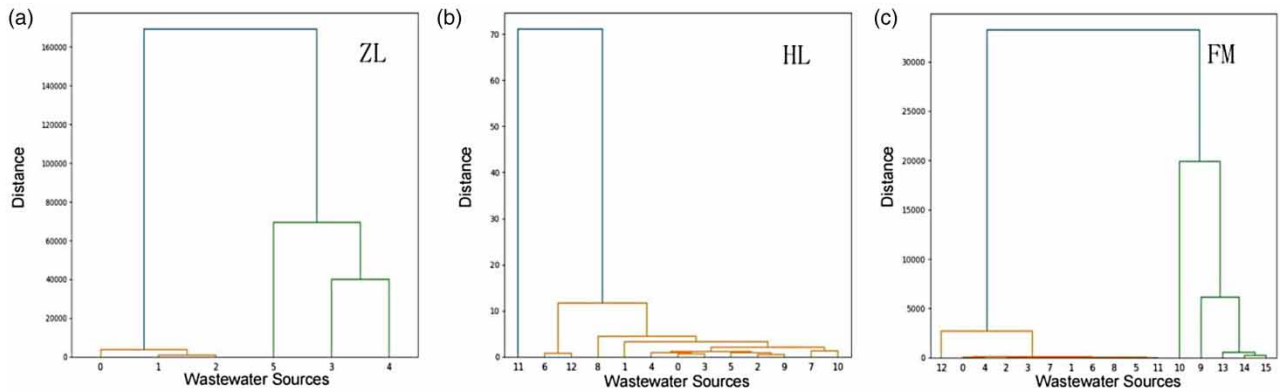 (a)
ZL
Distance
160000
140000
120000
100000
80000
60000
40000
20000
0
0 1 2 5 3 4
Wastewater Sources
(b)
HL
Distance
70
60
50
40
30
20
10
0
11 6 12 8 1 4 0 3 5 2 9 7 10
Wastewater Sources
(c)
FM
Distance
30000
25000
20000
15000
10000
5000
0
12 0 4 2 3 7 1 6 8 5 11 10 9 13 14 15
Wastewater Sources